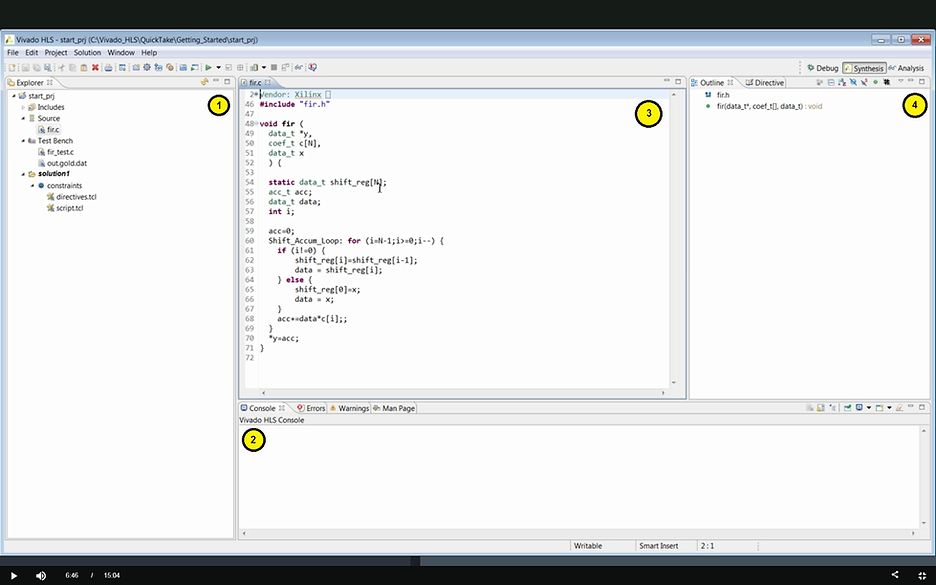 Vivado HLS - start_prj (C:\Vivado_HLS\QuickTake\Getting_Started\start_prj)
File Edit Project Solution Window Help
Debug Synthesis Analysis
Explorer
start_prj
Includes
Source
fir.c
Test Bench
fir_test.c
out.gold.dat
solution1
constraints
directives.tcl
script.tcl
1
fir.c
2 Vendor: Xilinx
46 #include "fir.h"
47
48 void fir (
49 data_t *y,
50 coef_t c[N],
51 data_t x
52 ) {
53
54 static data_t shift_reg[N];
55 acc_t acc;
56 data_t data;
57 int i;
58
59 acc=0;
60 Shift_Accum_Loop: for (i=N-1;i>=0;i--) {
61 if (i!=0) {
62 shift_reg[i]=shift_reg[i-1];
63 data = shift_reg[i];
64 } else {
65 shift_reg[0]=x;
66 data = x;
67 }
68 acc+=data*c[i];;
69 }
70 *y=acc;
71 }
72
3
Outline Directive
fir.h
fir(data_t*, coef_t[], data_t) : void
4
Console Errors Warnings Man Page
Vivado HLS Console
2
Writable Smart Insert 2 : 1
6:46 / 15:04